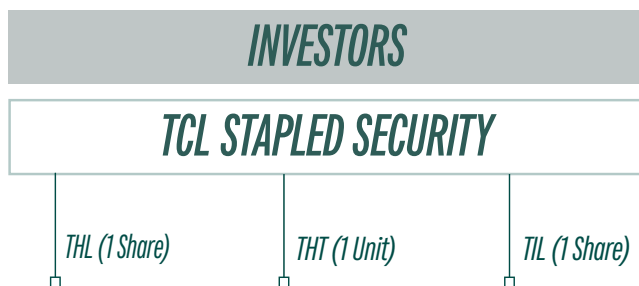 INVESTORS
TCL STAPLED SECURITY
THL (1 Share)
THT (1 Unit)
TIL (1 Share)